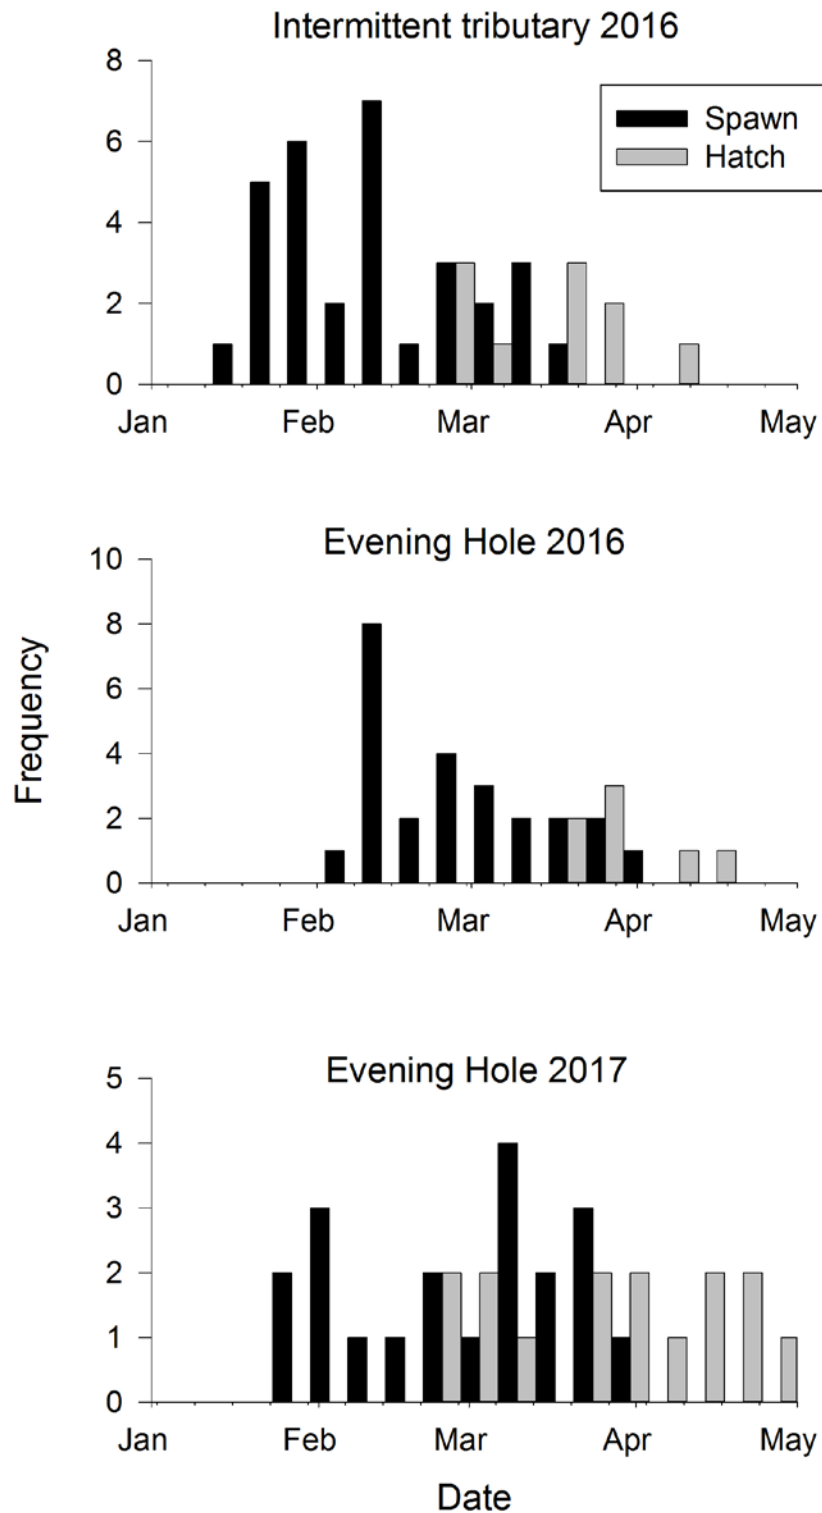 Intermittent tributary 2016
8
6
4
2
0
Spawn
Hatch
Jan Feb Mar Apr May
Evening Hole 2016
10
8
6
4
2
0
Jan Feb Mar Apr May
Frequency
Evening Hole 2017
5
4
3
2
1
0
Jan Feb Mar Apr May
Date